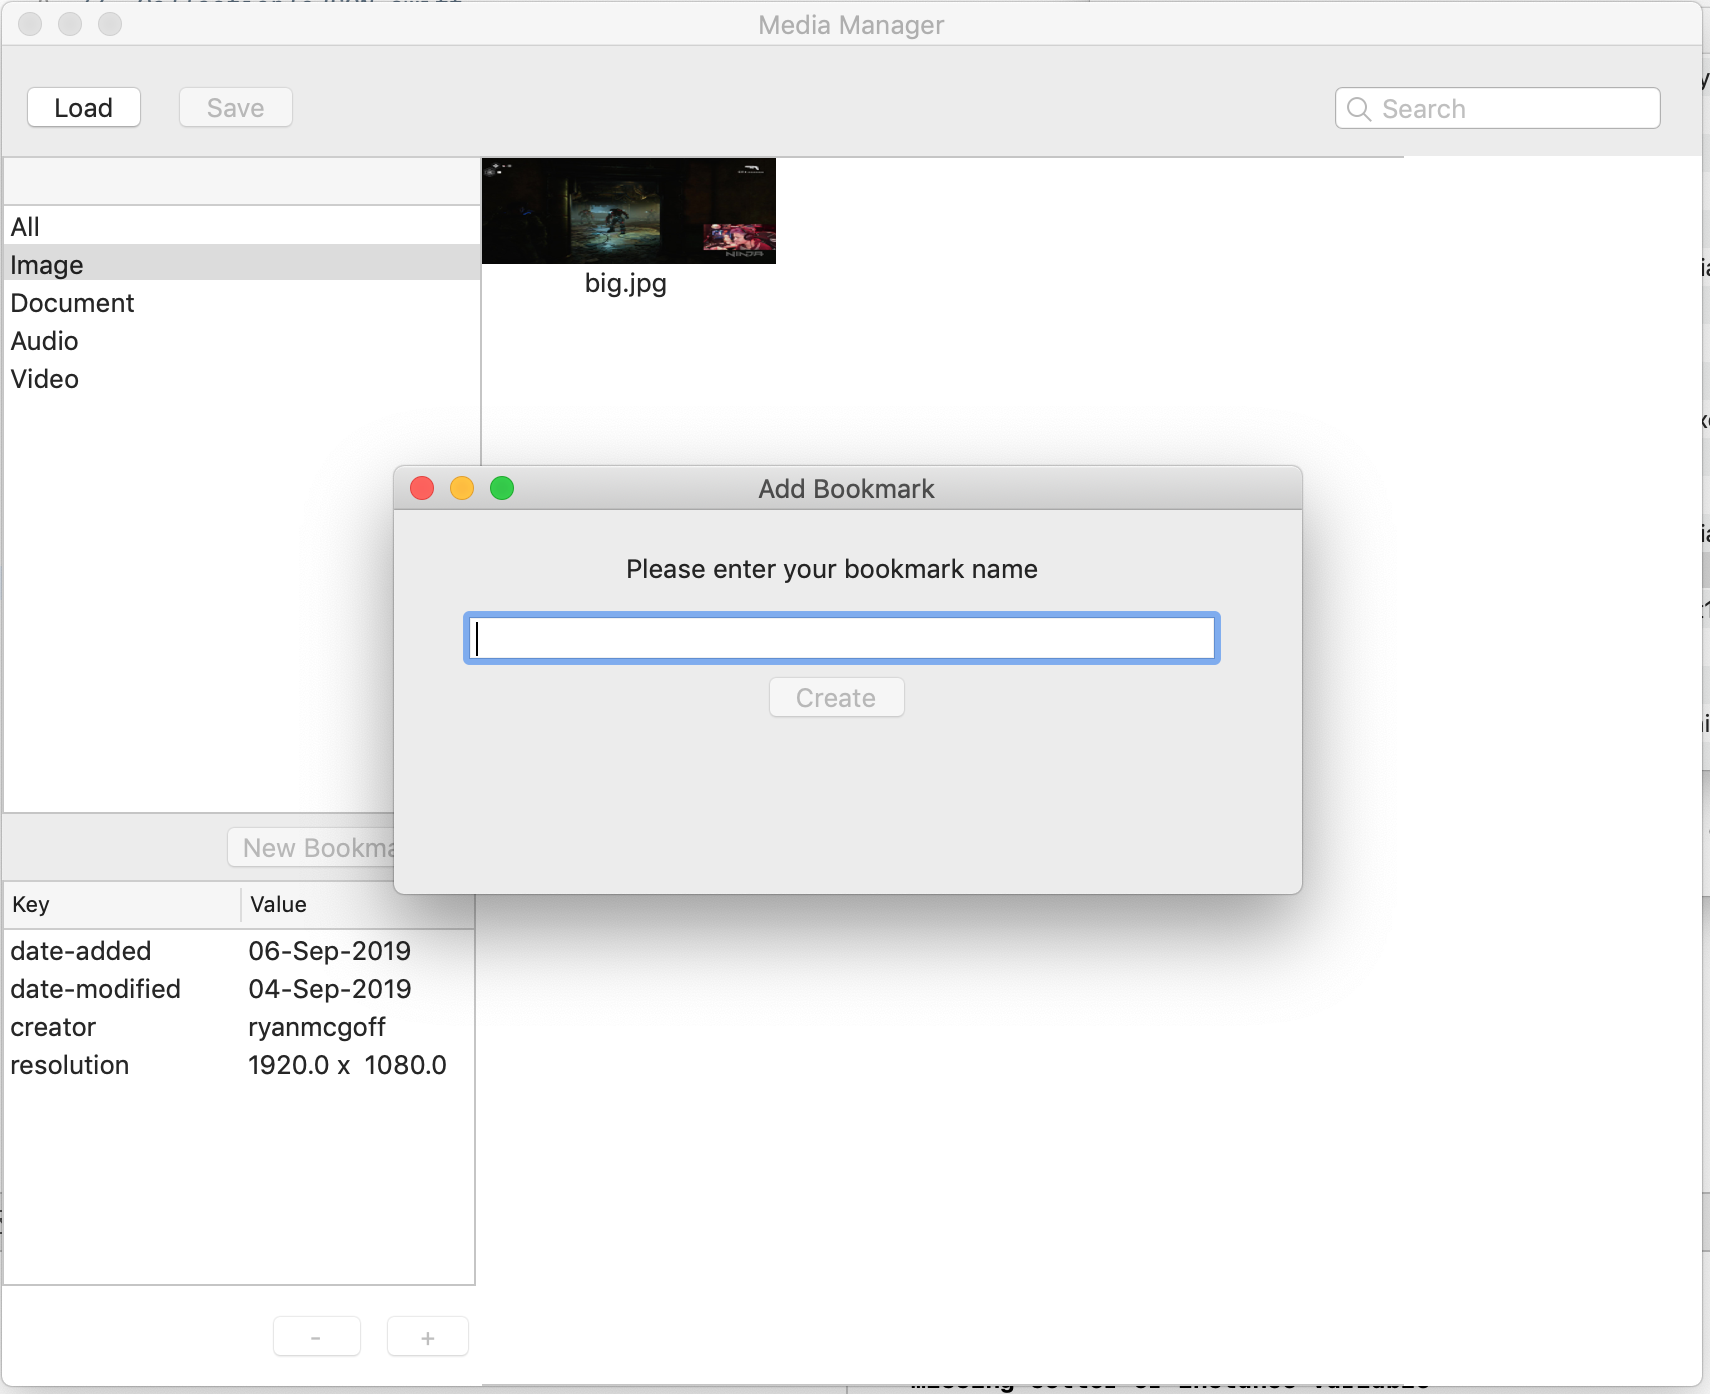 Media Manager
Load
Save
Search
All
Image
Document
Audio
Video
NINJA
big.jpg
Add Bookmark
Please enter your bookmark name
Create
New Bookma
Key Value
date-added 06-Sep-2019
date-modified 04-Sep-2019
creator ryanmcgoff
resolution 1920.0 x 1080.0
- +